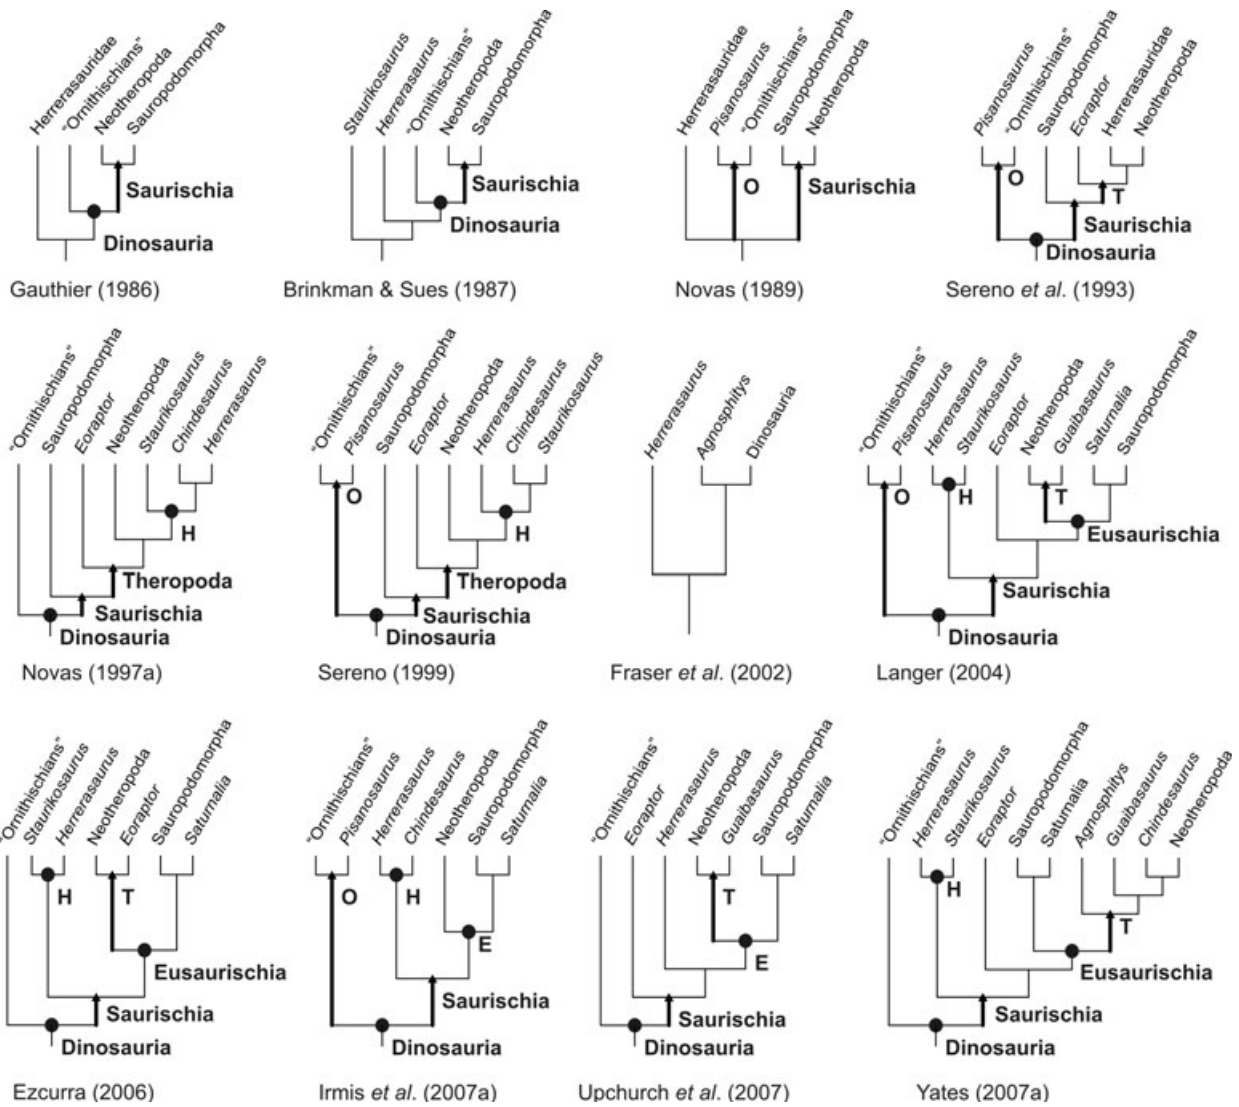 Herrerasauridae
"Ornithischians"
Neotheropoda
Sauropodomorpha
Saurischia
Dinosauria
Gauthier (1986)
Staurikosaurus
Herrerasaurus
"Ornithischians"
Neotheropoda
Sauropodomorpha
Saurischia
Dinosauria
Brinkman & Sues (1987)
Herrerasauridae
Pisanosaurus
"Ornithischians"
Sauropodomorpha
Neotheropoda
O
Saurischia
Novas (1989)
Pisanosaurus
"Ornithischians"
Sauropodomorpha
Eoraptor
Herrerasauridae
Neotheropoda
O
T
Saurischia
Dinosauria
Sereno et al. (1993)
"Ornithischians"
Sauropodomorpha
Eoraptor
Neotheropoda
Staurikosaurus
Chindesaurus
Herrerasaurus
H
Theropoda
Saurischia
Dinosauria
Novas (1997a)
"Ornithischians"
Pisanosaurus
Sauropodomorpha
Eoraptor
Neotheropoda
Herrerasaurus
Chindesaurus
Staurikosaurus
O
H
Theropoda
Saurischia
Dinosauria
Sereno (1999)
Herrerasaurus
Agnosphitys
Dinosauria
Fraser et al. (2002)
"Ornithischians"
Pisanosaurus
Herrerasaurus
Staurikosaurus
Eoraptor
Neotheropoda
Guaibasaurus
Saturnalia
Sauropodomorpha
O
H
T
Eusaurischia
Saurischia
Dinosauria
Langer (2004)
"Ornithischians"
Staurikosaurus
Herrerasaurus
Neotheropoda
Eoraptor
Sauropodomorpha
Saturnalia
H
T
Eusaurischia
Saurischia
Dinosauria
Ezcurra (2006)
"Ornithischians"
Pisanosaurus
Herrerasaurus
Chindesaurus
Neotheropoda
Sauropodomorpha
Saturnalia
O
H
E
Saurischia
Dinosauria
Irmis et al. (2007a)
"Ornithischians"
Eoraptor
Herrerasaurus
Neotheropoda
Guaibasaurus
Sauropodomorpha
Saturnalia
T
E
Saurischia
Dinosauria
Upchurch et al. (2007)
"Ornithischians"
Herrerasaurus
Staurikosaurus
Eoraptor
Sauropodomorpha
Saturnalia
Agnosphitys
Guaibasaurus
Chindesaurus
Neotheropoda
H
T
Eusaurischia
Saurischia
Dinosauria
Yates (2007a)